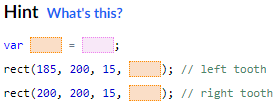 Hint What's this?
var = ;
rect(185, 200, 15, ); // left tooth
rect(200, 200, 15, ); // right tooth